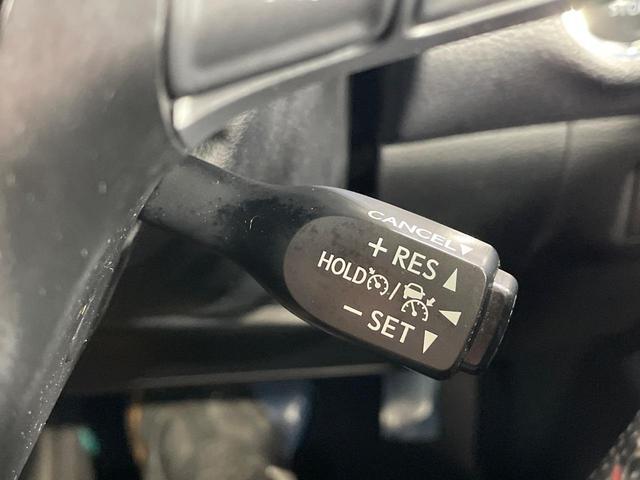 CANCEL▼
+ RES ▲
HOLD / ◀
− SET ▼